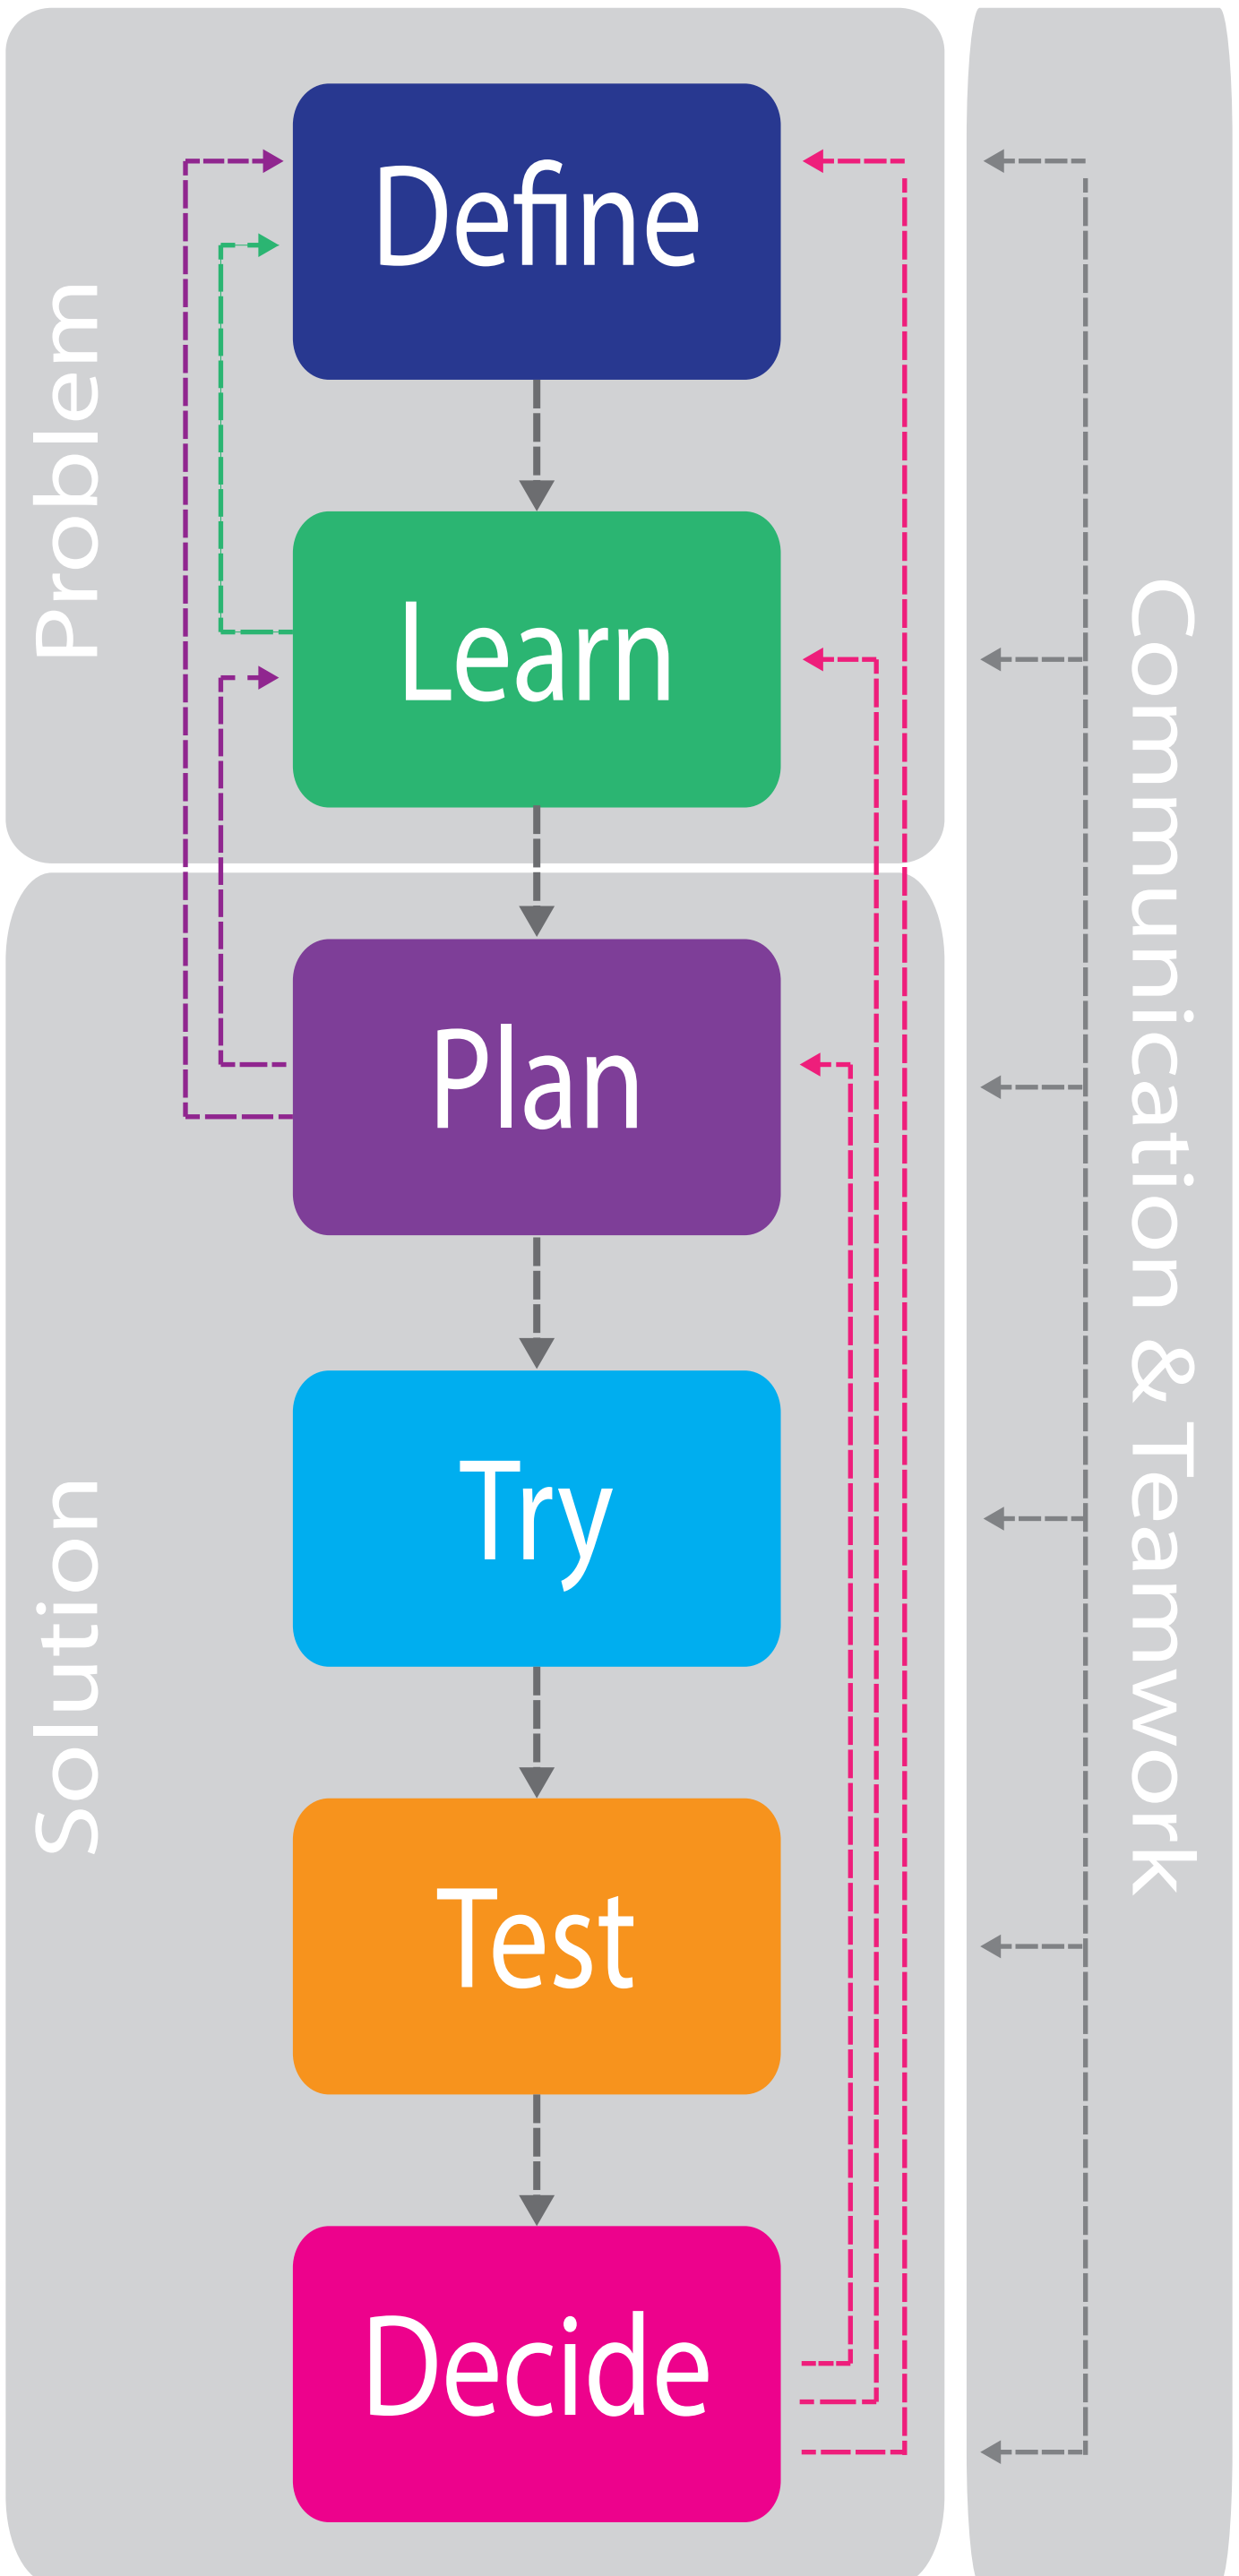 Problem
Define
Learn
Solution
Plan
Try
Test
Decide
Communication & Teamwork